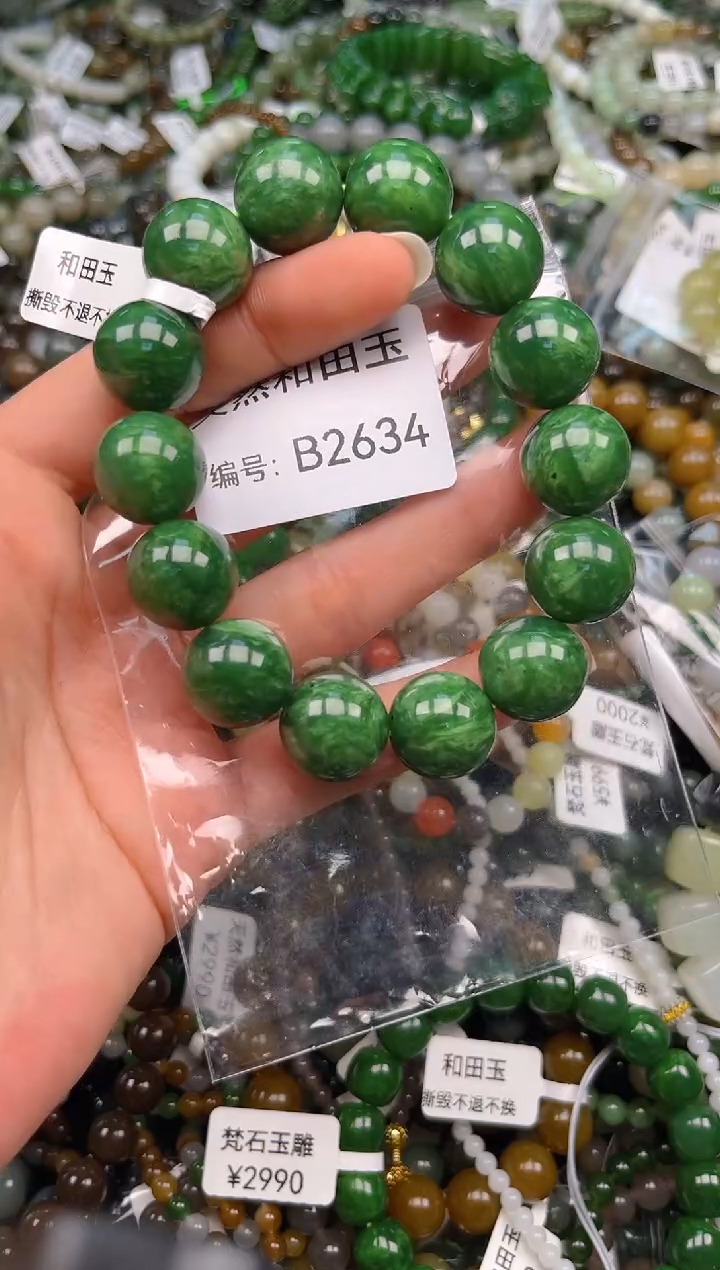 和田玉
撕毁不退不
然和田玉
编号: B2634
¥2000
梵石玉雕
¥2990
和田玉
撕毁不退不换
梵石玉雕
¥2990